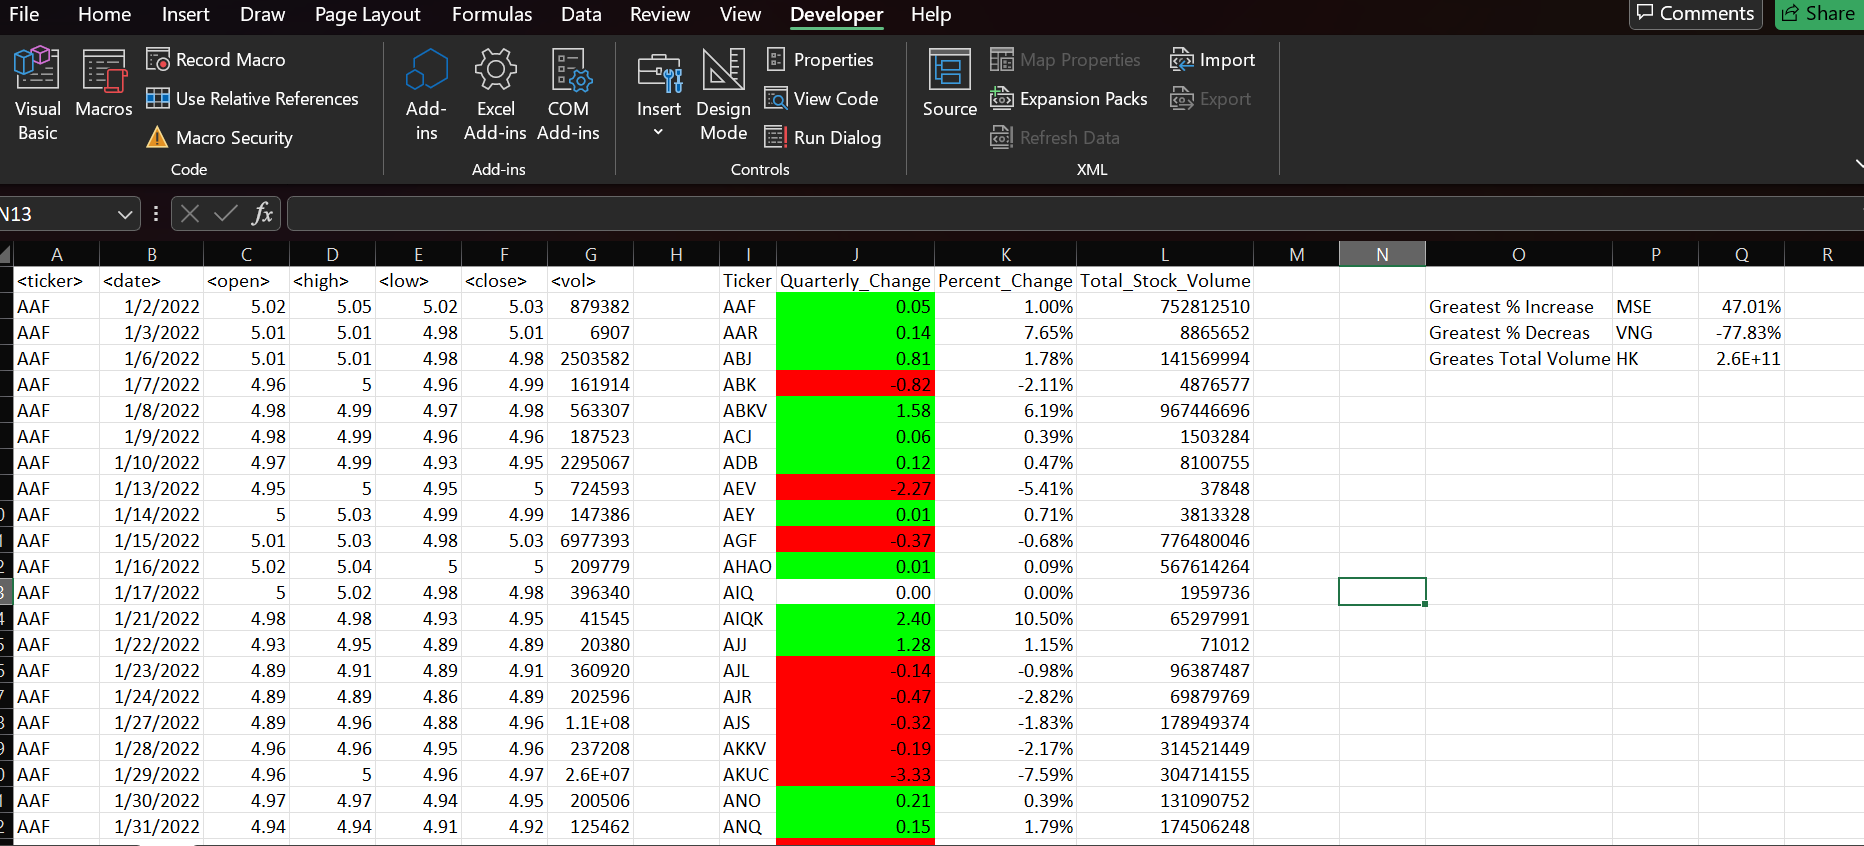 File Home Insert Draw Page Layout Formulas Data Review View Developer Help Comments Share
Visual Basic
Macros
Record Macro
Use Relative References
Macro Security
Code
Add-ins
Excel Add-ins
COM Add-ins
Add-ins
Insert
Design Mode
Properties
View Code
Run Dialog
Controls
Source
Map Properties
Expansion Packs
Refresh Data
Import
Export
XML
N13 fx
A B C D E F G H I J K L M N O P Q R
<ticker> <date> <open> <high> <low> <close> <vol> Ticker Quarterly_Change Percent_Change Total_Stock_Volume
AAF 1/2/2022 5.02 5.05 5.02 5.03 879382 AAF 0.05 1.00% 752812510 Greatest % Increase MSE 47.01%
AAF 1/3/2022 5.01 5.01 4.98 5.01 6907 AAR 0.14 7.65% 8865652 Greatest % Decreas VNG -77.83%
AAF 1/6/2022 5.01 5.01 4.98 4.98 2503582 ABJ 0.81 1.78% 141569994 Greates Total Volume HK 2.6E+11
AAF 1/7/2022 4.96 5 4.96 4.99 161914 ABK -0.82 -2.11% 4876577
AAF 1/8/2022 4.98 4.99 4.97 4.98 563307 ABKV 1.58 6.19% 967446696
AAF 1/9/2022 4.98 4.99 4.96 4.96 187523 ACJ 0.06 0.39% 1503284
AAF 1/10/2022 4.97 4.99 4.93 4.95 2295067 ADB 0.12 0.47% 8100755
AAF 1/13/2022 4.95 5 4.95 5 724593 AEV -2.27 -5.41% 37848
AAF 1/14/2022 5 5.03 4.99 4.99 147386 AEY 0.01 0.71% 3813328
AAF 1/15/2022 5.01 5.03 4.98 5.03 6977393 AGF -0.37 -0.68% 776480046
AAF 1/16/2022 5.02 5.04 5 5 209779 AHAO 0.01 0.09% 567614264
AAF 1/17/2022 5 5.02 4.98 4.98 396340 AIQ 0.00 0.00% 1959736
AAF 1/21/2022 4.98 4.98 4.93 4.95 41545 AIQK 2.40 10.50% 65297991
AAF 1/22/2022 4.93 4.95 4.89 4.89 20380 AJJ 1.28 1.15% 71012
AAF 1/23/2022 4.89 4.91 4.89 4.91 360920 AJL -0.14 -0.98% 96387487
AAF 1/24/2022 4.89 4.89 4.86 4.89 202596 AJR -0.47 -2.82% 69879769
AAF 1/27/2022 4.89 4.96 4.88 4.96 1.1E+08 AJS -0.32 -1.83% 178949374
AAF 1/28/2022 4.96 4.96 4.95 4.96 237208 AKKV -0.19 -2.17% 314521449
AAF 1/29/2022 4.96 5 4.96 4.97 2.6E+07 AKUC -3.33 -7.59% 304714155
AAF 1/30/2022 4.97 4.97 4.94 4.95 200506 ANO 0.21 0.39% 131090752
AAF 1/31/2022 4.94 4.94 4.91 4.92 125462 ANQ 0.15 1.79% 174506248